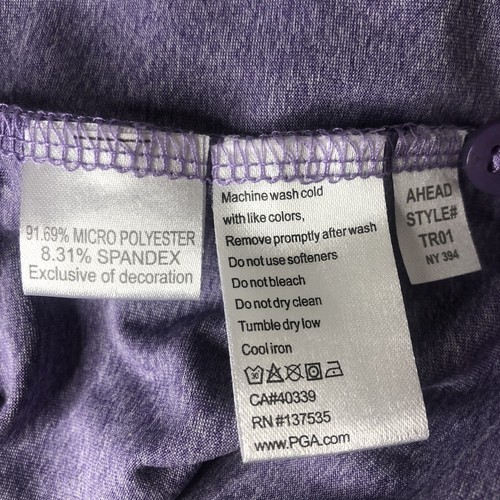 91.69% MICRO POLYESTER
8.31% SPANDEX
Exclusive of decoration
Machine wash cold
with like colors,
Remove promptly after wash
Do not use softeners
Do not bleach
Do not dry clean
Tumble dry low
Cool iron
30
CA#40339
RN #137535
www.PGA.com
AHEAD
STYLE#
TR01
NY 394